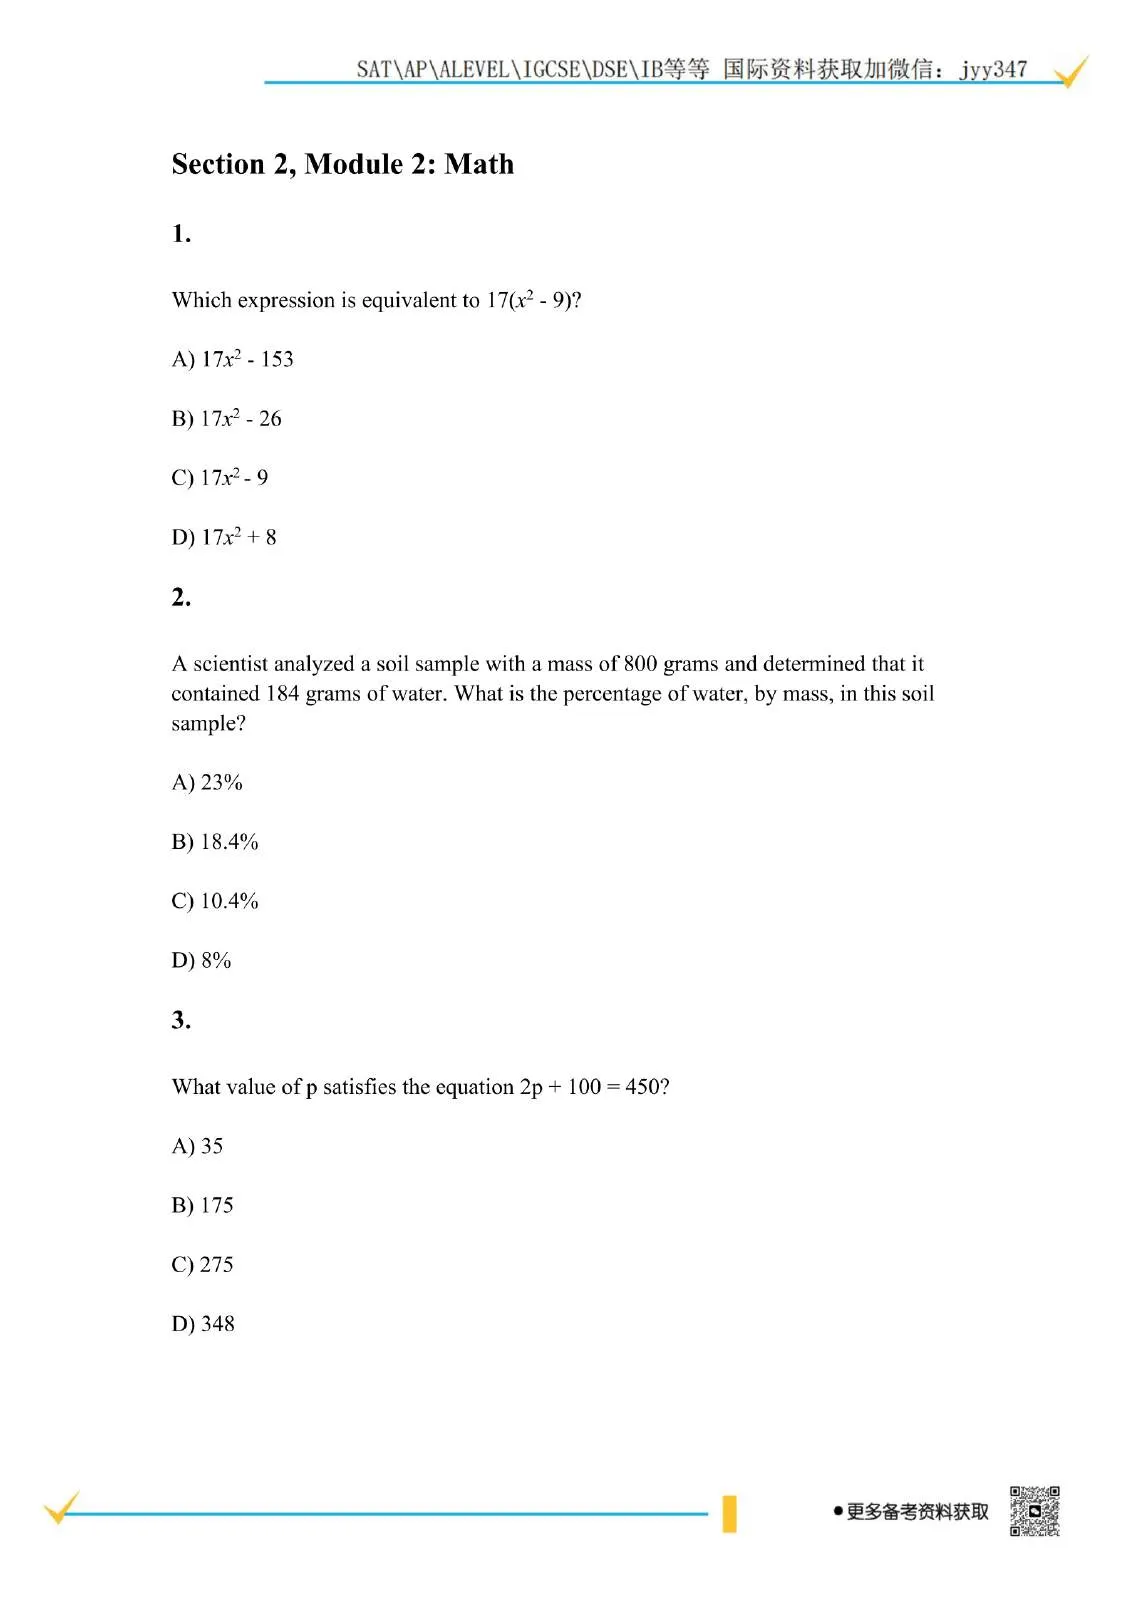 SAT\AP\ALEVEL\IGCSE\DSE\IB等等 国际资料获取加微信：jyy347
Section 2, Module 2: Math
1.
Which expression is equivalent to 17(x² - 9)?
A) 17x² - 153
B) 17x² - 26
C) 17x² - 9
D) 17x² + 8
2.
A scientist analyzed a soil sample with a mass of 800 grams and determined that it
contained 184 grams of water. What is the percentage of water, by mass, in this soil
sample?
A) 23%
B) 18.4%
C) 10.4%
D) 8%
3.
What value of p satisfies the equation 2p + 100 = 450?
A) 35
B) 175
C) 275
D) 348
●更多备考资料获取